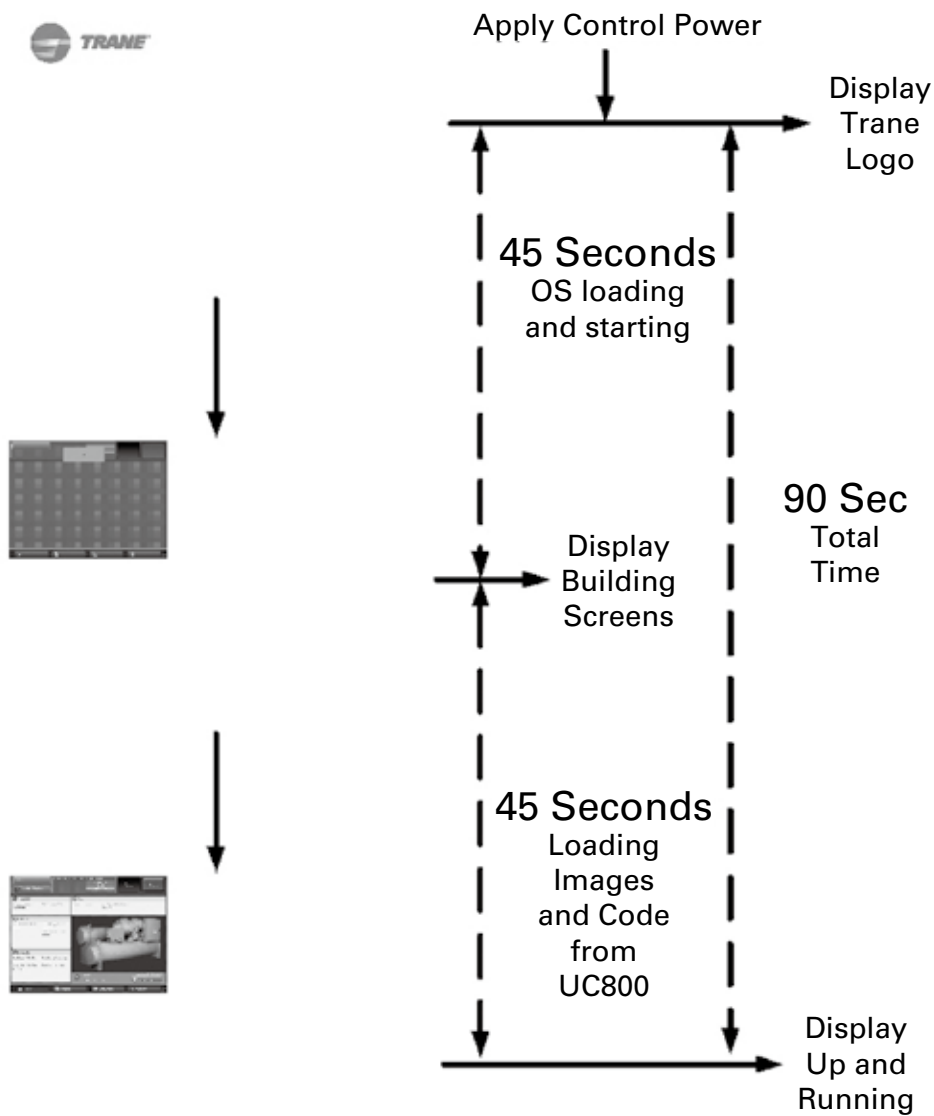 TRANE
Apply Control Power
Display
Trane
Logo
45 Seconds
OS loading
and starting
90 Sec
Total
Time
Display
Building
Screens
45 Seconds
Loading
Images
and Code
from
UC800
Display
Up and
Running